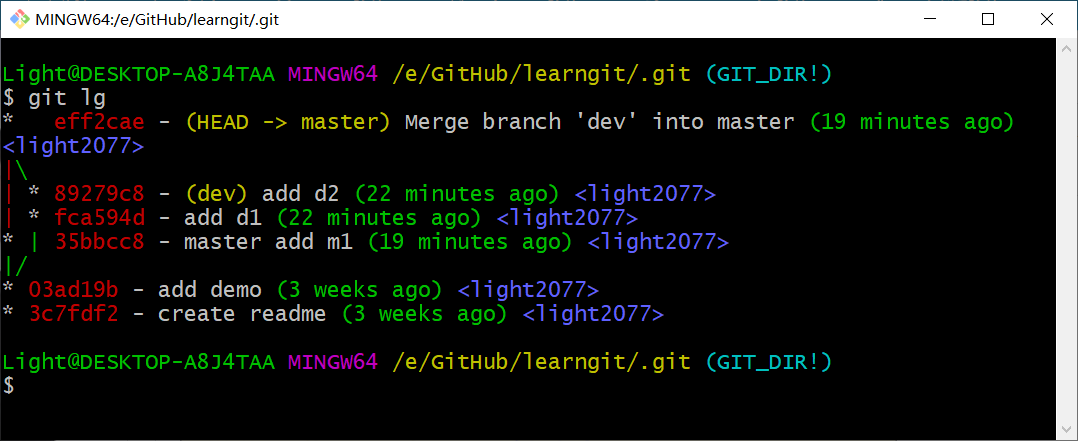 MINGW64:/e/GitHub/learngit/.git
Light@DESKTOP-A8J4TAA MINGW64 /e/GitHub/learngit/.git (GIT_DIR!)
$ git lg
*   eff2cae - (HEAD -> master) Merge branch 'dev' into master (19 minutes ago)
<light2077>
|\
| * 89279c8 - (dev) add d2 (22 minutes ago) <light2077>
| * fca594d - add d1 (22 minutes ago) <light2077>
* | 35bbcc8 - master add m1 (19 minutes ago) <light2077>
|/
* 03ad19b - add demo (3 weeks ago) <light2077>
* 3c7fdf2 - create readme (3 weeks ago) <light2077>
Light@DESKTOP-A8J4TAA MINGW64 /e/GitHub/learngit/.git (GIT_DIR!)
$